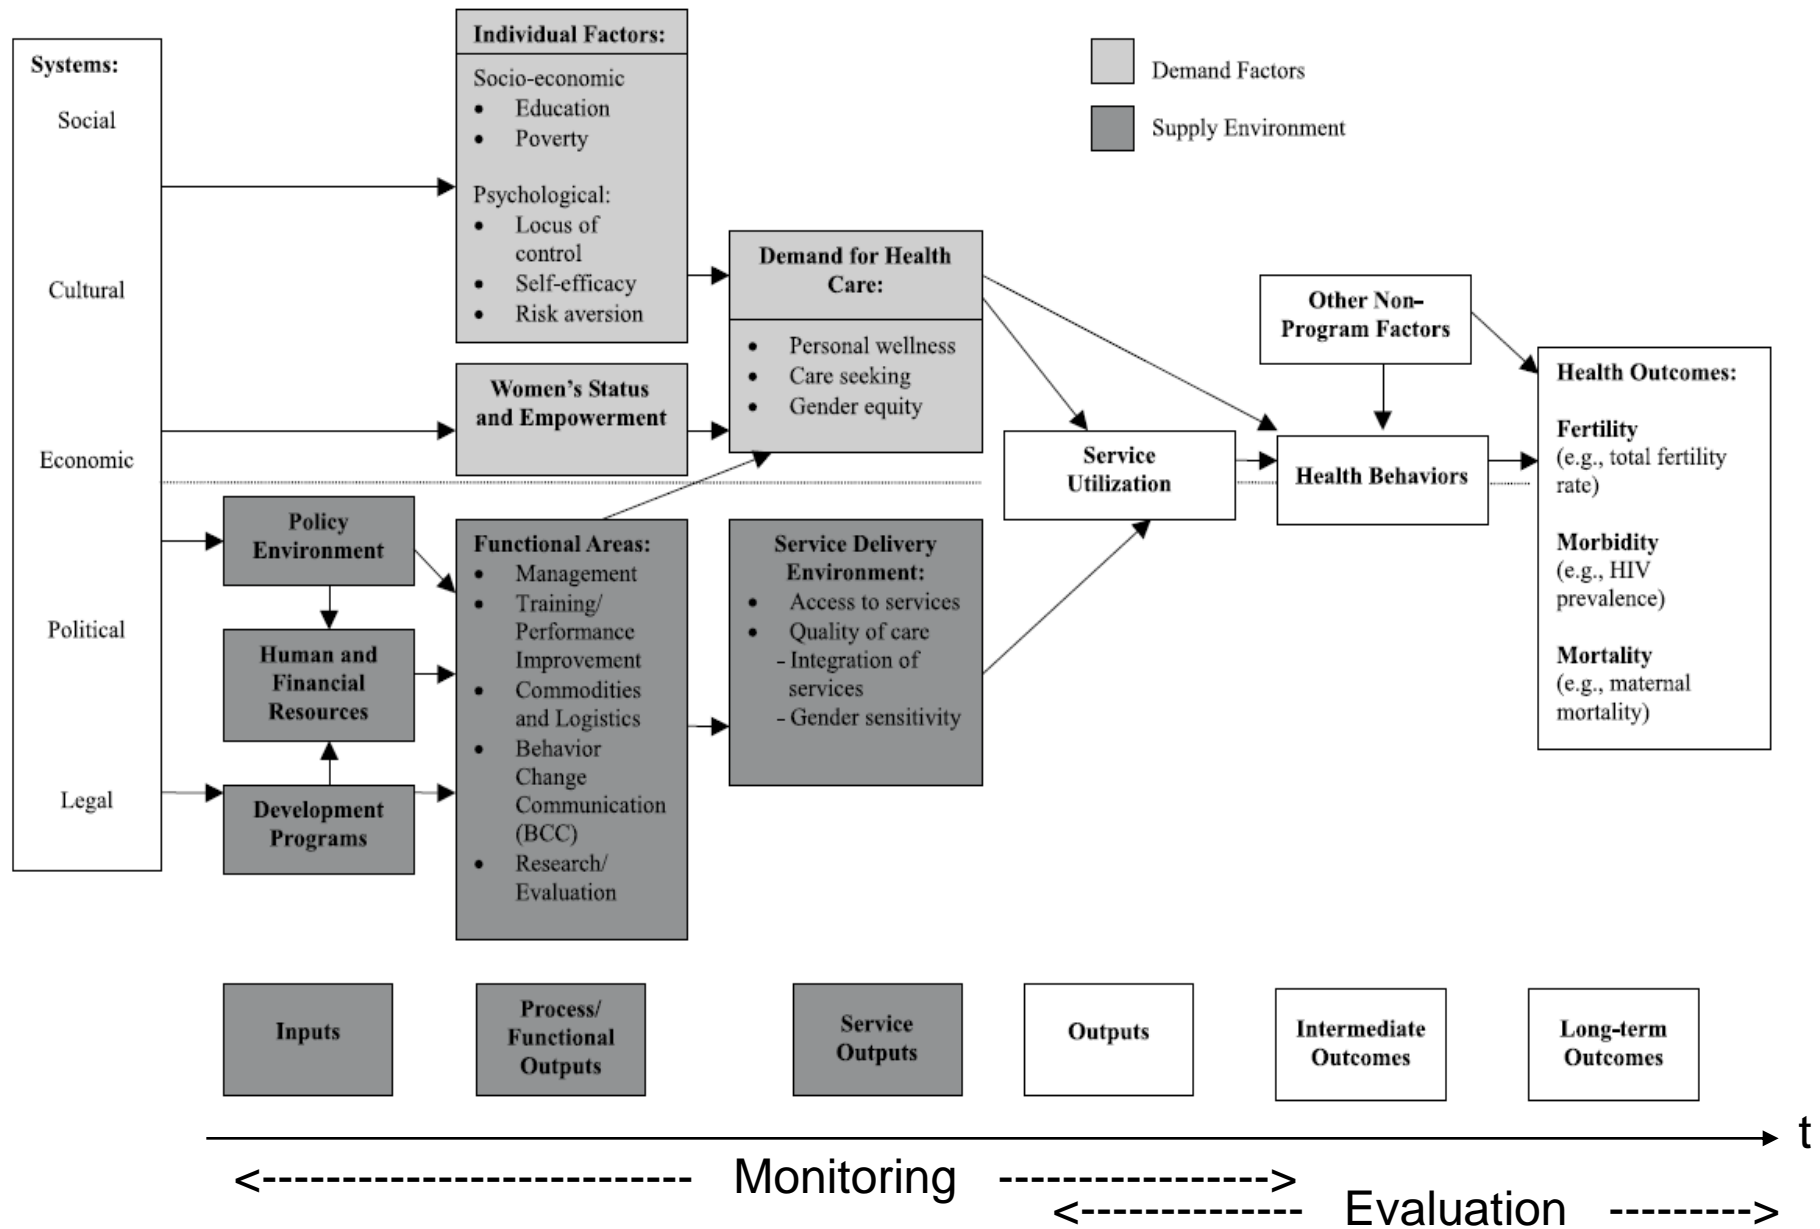 Systems:
Social
Cultural
Economic
Political
Legal
Individual Factors:
Socio-economic
• Education
• Poverty
Psychological:
• Locus of
control
• Self-efficacy
• Risk aversion
Women’s Status
and Empowerment
Policy
Environment
Human and
Financial
Resources
Development
Programs
Functional Areas:
• Management
• Training/
Performance
Improvement
• Commodities
and Logistics
• Behavior
Change
Communication
(BCC)
• Research/
Evaluation
Demand for Health
Care:
• Personal wellness
• Care seeking
• Gender equity
Service Delivery
Environment:
• Access to services
• Quality of care
- Integration of
services
- Gender sensitivity
Demand Factors
Supply Environment
Service
Utilization
Other Non–
Program Factors
Health Behaviors
Health Outcomes:
Fertility
(e.g., total fertility
rate)
Morbidity
(e.g., HIV
prevalence)
Mortality
(e.g., maternal
mortality)
Inputs
Process/
Functional
Outputs
Service
Outputs
Outputs
Intermediate
Outcomes
Long-term
Outcomes
t
<--------------------------- Monitoring ----------------->
<-------------- Evaluation --------->